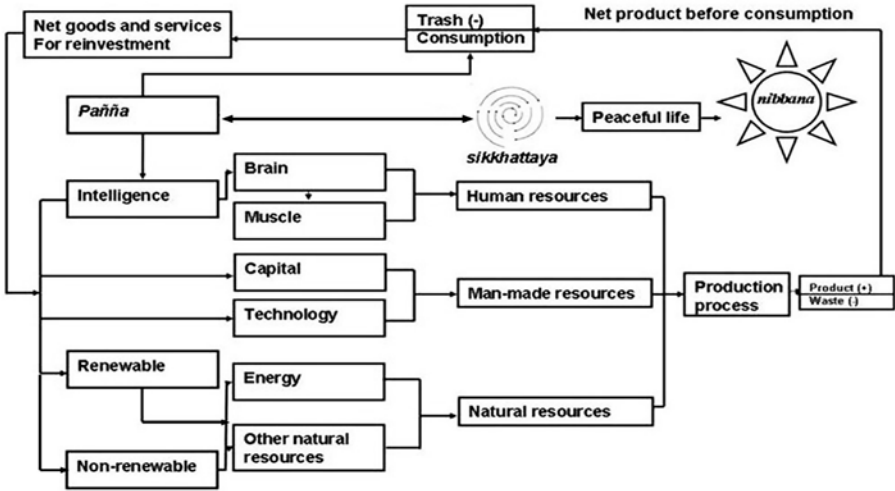 Net goods and services
For reinvestment
Trash (-)
Consumption
Net product before consumption
Pañña
sikkhattaya
Peaceful life
nibbana
Intelligence
Brain
Muscle
Human resources
Capital
Technology
Man-made resources
Production
process
Product (+)
Waste (-)
Renewable
Non-renewable
Energy
Other natural
resources
Natural resources